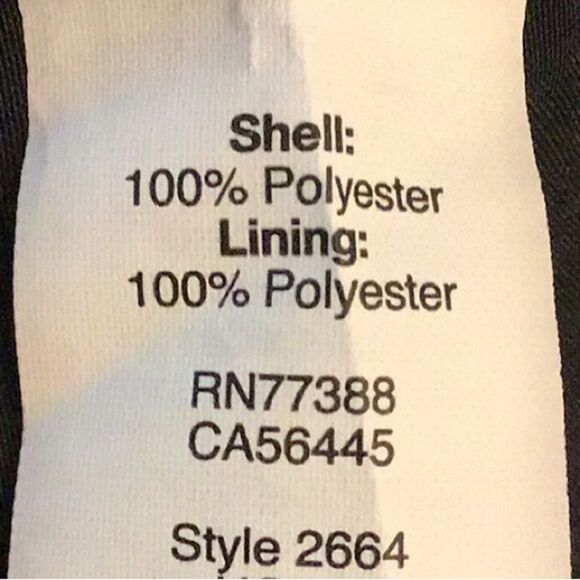 Shell:
100% Polyester
Lining:
100% Polyester
RN77388
CA56445
Style 2664